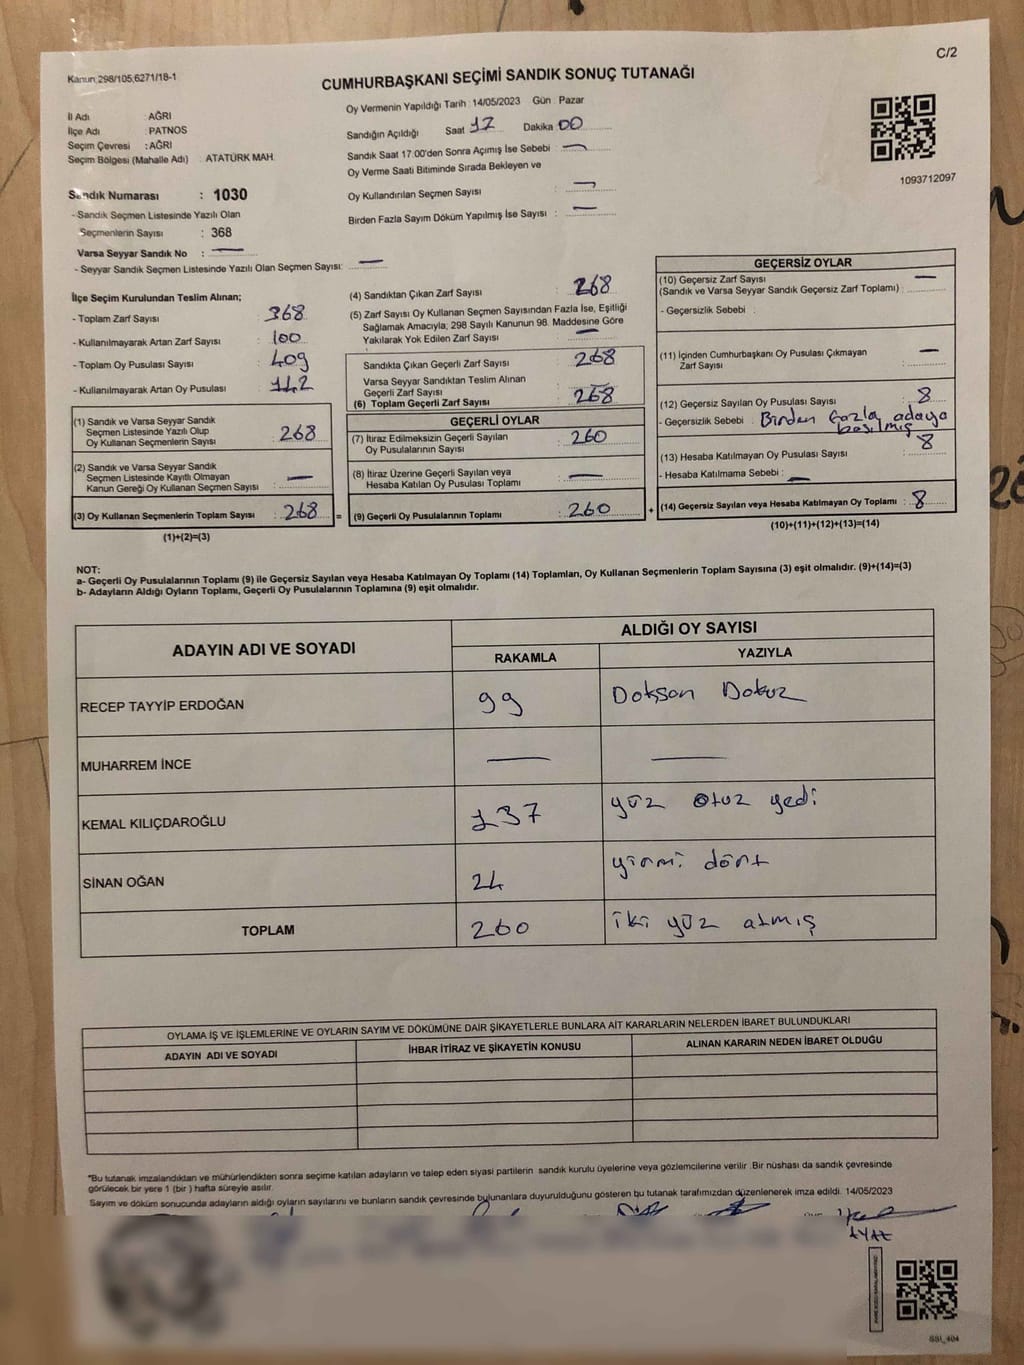 C/2
Kanun:298/105,6271/18-1
CUMHURBAŞKANI SEÇİMİ SANDIK SONUÇ TUTANAĞI
İl Adı : AĞRI
İlçe Adı : PATNOS
Seçim Çevresi : AĞRI
Seçim Bölgesi (Mahalle Adı) : ATATÜRK MAH.
Oy Vermenin Yapıldığı Tarih : 14/05/2023 Gün : Pazar
Sandığın Açıldığı Saat 17 Dakika 00
Sandık Saat 17:00'den Sonra Açımış İse Sebebi : —
Oy Verme Saati Bitiminde Sırada Bekleyen ve
Oy Kullandırılan Seçmen Sayısı : —
Birden Fazla Sayım Döküm Yapılmış İse Sayısı : —
1093712097
Sandık Numarası : 1030
- Sandık Seçmen Listesinde Yazılı Olan
Seçmenlerin Sayısı : 368
Varsa Seyyar Sandık No : —
- Seyyar Sandık Seçmen Listesinde Yazılı Olan Seçmen Sayısı: —
İlçe Seçim Kurulundan Teslim Alınan;
- Toplam Zarf Sayısı : 368
- Kullanılmayarak Artan Zarf Sayısı : 100
- Toplam Oy Pusulası Sayısı : 409
- Kullanılmayarak Artan Oy Pusulası : 142
(1) Sandık ve Varsa Seyyar Sandık
Seçmen Listesinde Yazılı Olup
Oy Kullanan Seçmenlerin Sayısı : 268
(2) Sandık ve Varsa Seyyar Sandık
Seçmen Listesinde Kayıtlı Olmayan
Kanun Gereği Oy Kullanan Seçmen Sayısı : —
(3) Oy Kullanan Seçmenlerin Toplam Sayısı : 268 =
(1)+(2)=(3)
(4) Sandıktan Çıkan Zarf Sayısı : 268
(5) Zarf Sayısı Oy Kullanan Seçmen Sayısından Fazla İse, Eşitliği
Sağlamak Amacıyla; 298 Sayılı Kanunun 98. Maddesine Göre
Yakılarak Yok Edilen Zarf Sayısı : —
Sandıkta Çıkan Geçerli Zarf Sayısı : 268
Varsa Seyyar Sandıktan Teslim Alınan
Geçerli Zarf Sayısı : —
(6) Toplam Geçerli Zarf Sayısı : 268
GEÇERLİ OYLAR
(7) İtiraz Edilmeksizin Geçerli Sayılan
Oy Pusulalarının Sayısı : 260
(8) İtiraz Üzerine Geçerli Sayılan veya
Hesaba Katılan Oy Pusulası Toplamı : —
(9) Geçerli Oy Pusulalarının Toplamı : 260 +
GEÇERSİZ OYLAR
(10) Geçersiz Zarf Sayısı —
(Sandık ve Varsa Seyyar Sandık Geçersiz Zarf Toplamı) :
- Geçersizlik Sebebi :
(11) İçinden Cumhurbaşkanı Oy Pusulası Çıkmayan —
Zarf Sayısı :
(12) Geçersiz Sayılan Oy Pusulası Sayısı : 8
- Geçersizlik Sebebi : Birden fazla adaya
basılmış
(13) Hesaba Katılmayan Oy Pusulası Sayısı : 8
- Hesaba Katılmama Sebebi : —
(14) Geçersiz Sayılan veya Hesaba Katılmayan Oy Toplamı : 8
(10)+(11)+(12)+(13)=(14)
NOT:
a- Geçerli Oy Pusulalarının Toplamı (9) ile Geçersiz Sayılan veya Hesaba Katılmayan Oy Toplamı (14) Toplamları, Oy Kullanan Seçmenlerin Toplam Sayısına (3) eşit olmalıdır. (9)+(14)=(3)
b- Adayların Aldığı Oyların Toplamı, Geçerli Oy Pusulalarının Toplamına (9) eşit olmalıdır.
ADAYIN ADI VE SOYADI
ALDIĞI OY SAYISI
RAKAMLA YAZIYLA
RECEP TAYYİP ERDOĞAN 99 Dokson Dokuz
MUHARREM İNCE — —
KEMAL KILIÇDAROĞLU 137 yüz otuz yedi
SİNAN OĞAN 24 yirmi dört
TOPLAM 260 iki yüz atmış
OYLAMA İŞ VE İŞLEMLERİNE VE OYLARIN SAYIM VE DÖKÜMÜNE DAİR ŞİKAYETLERLE BUNLARA AİT KARARLARIN NELERDEN İBARET BULUNDUKLARI
ADAYIN ADI VE SOYADI İHBAR İTİRAZ VE ŞİKAYETİN KONUSU ALINAN KARARIN NEDEN İBARET OLDUĞU
*Bu tutanak imzalandıktan ve mühürlendikten sonra seçime katılan adayların ve talep eden siyasi partilerin sandık kurulu üyelerine veya gözlemcilerine verilir .Bir nüshası da sandık çevresinde
görülecek bir yere 1 (bir ) hafta süreyle asılır.
Sayım ve döküm sonucunda adayların aldığı oyların sayılarını ve bunların sandık çevresinde bulunanlara duyurulduğunu gösteren bu tutanak tarafımızdan düzenlenerek imza edildi. 14/05/2023
AYAZ
SSI_404